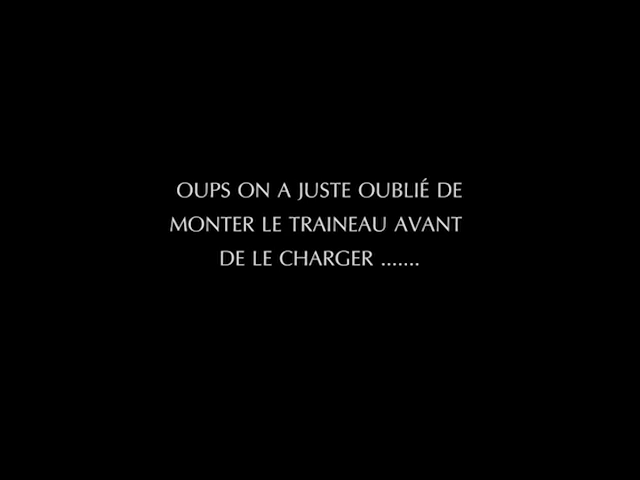 OUPS ON A JUSTE OUBLIÉ DE
MONTER LE TRAINEAU AVANT
DE LE CHARGER .......